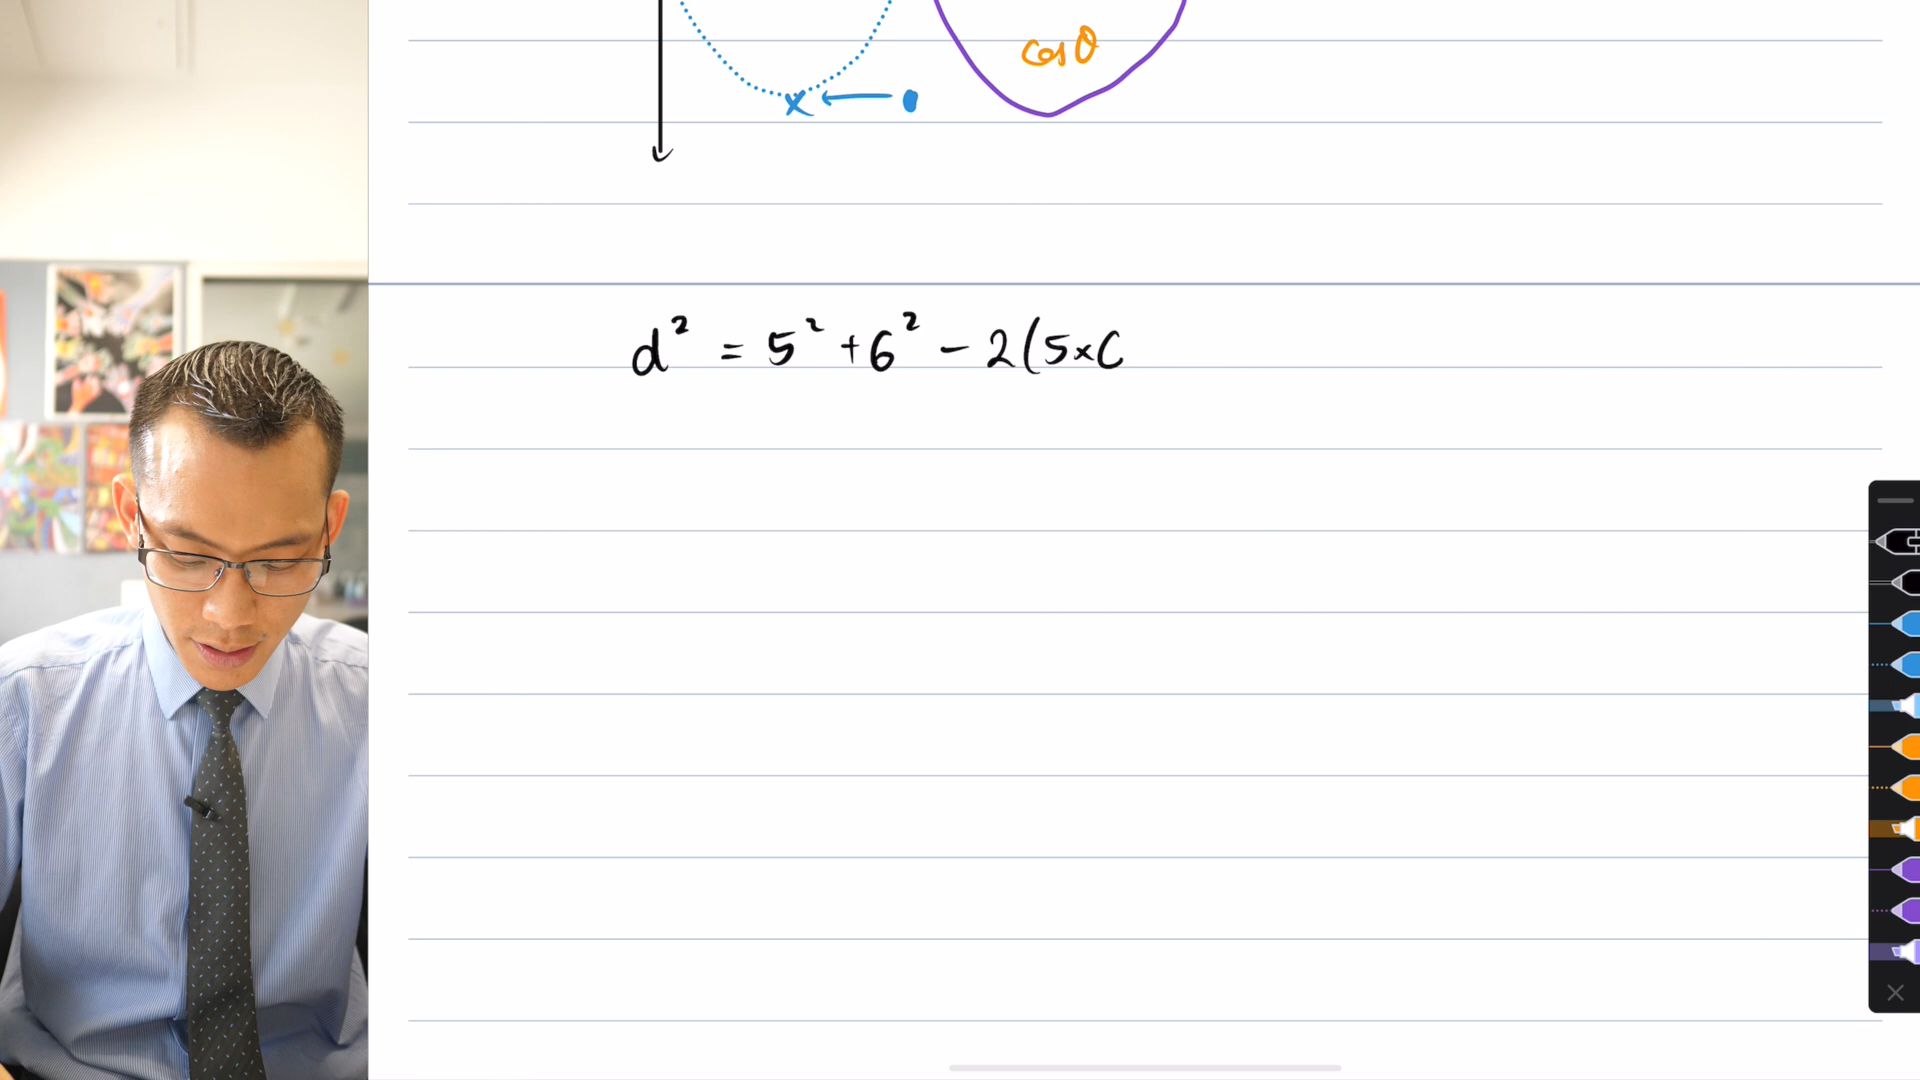 cos θ
x
d² = 5² + 6² - 2(5×C